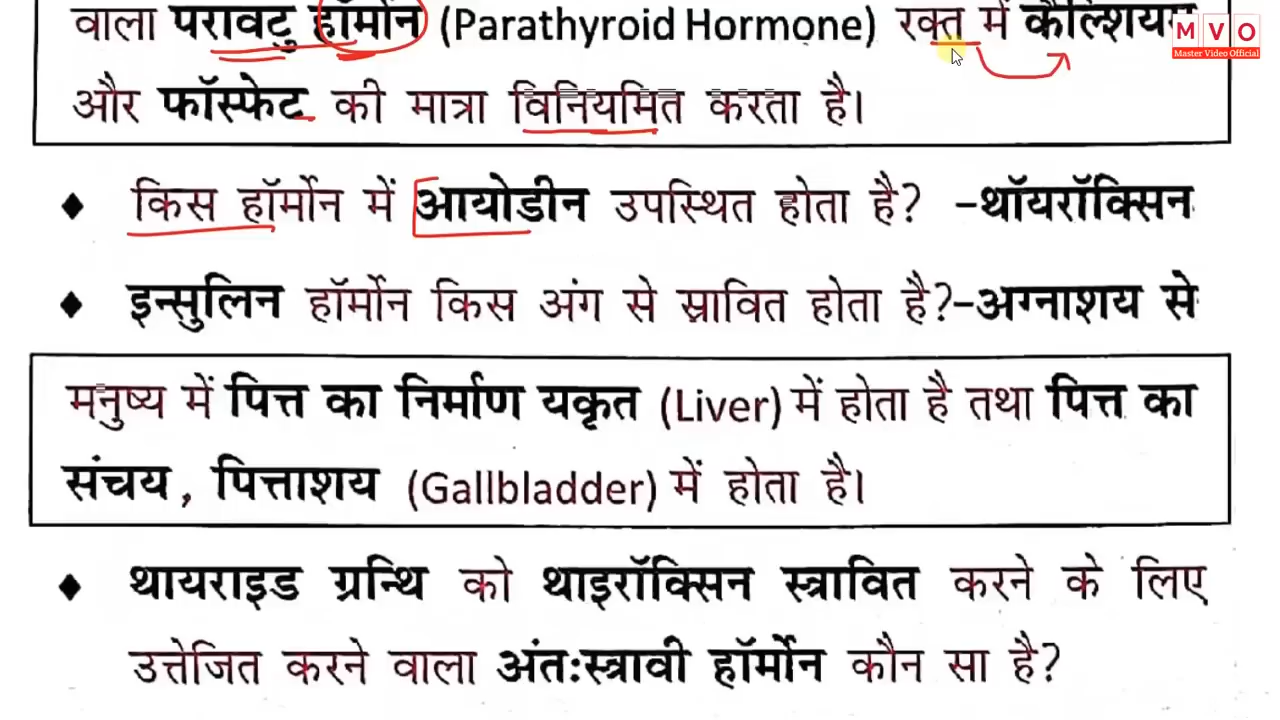 वाला परावटु हॉर्मोन (Parathyroid Hormone) रक्त में कैल्शियम
MVO
Master Video Official
और फॉस्फेट की मात्रा विनियमित करता है।
♦ किस हॉर्मोन में आयोडीन उपस्थित होता है? –थॉयरॉक्सिन
♦ इन्सुलिन हॉर्मोन किस अंग से स्रावित होता है?–अग्नाशय से
मनुष्य में पित्त का निर्माण यकृत (Liver) में होता है तथा पित्त का
संचय, पित्ताशय (Gallbladder) में होता है।
♦ थायराइड ग्रन्थि को थाइरॉक्सिन स्त्रावित करने के लिए
उत्तेजित करने वाला अंतःस्त्रावी हॉर्मोन कौन सा है?